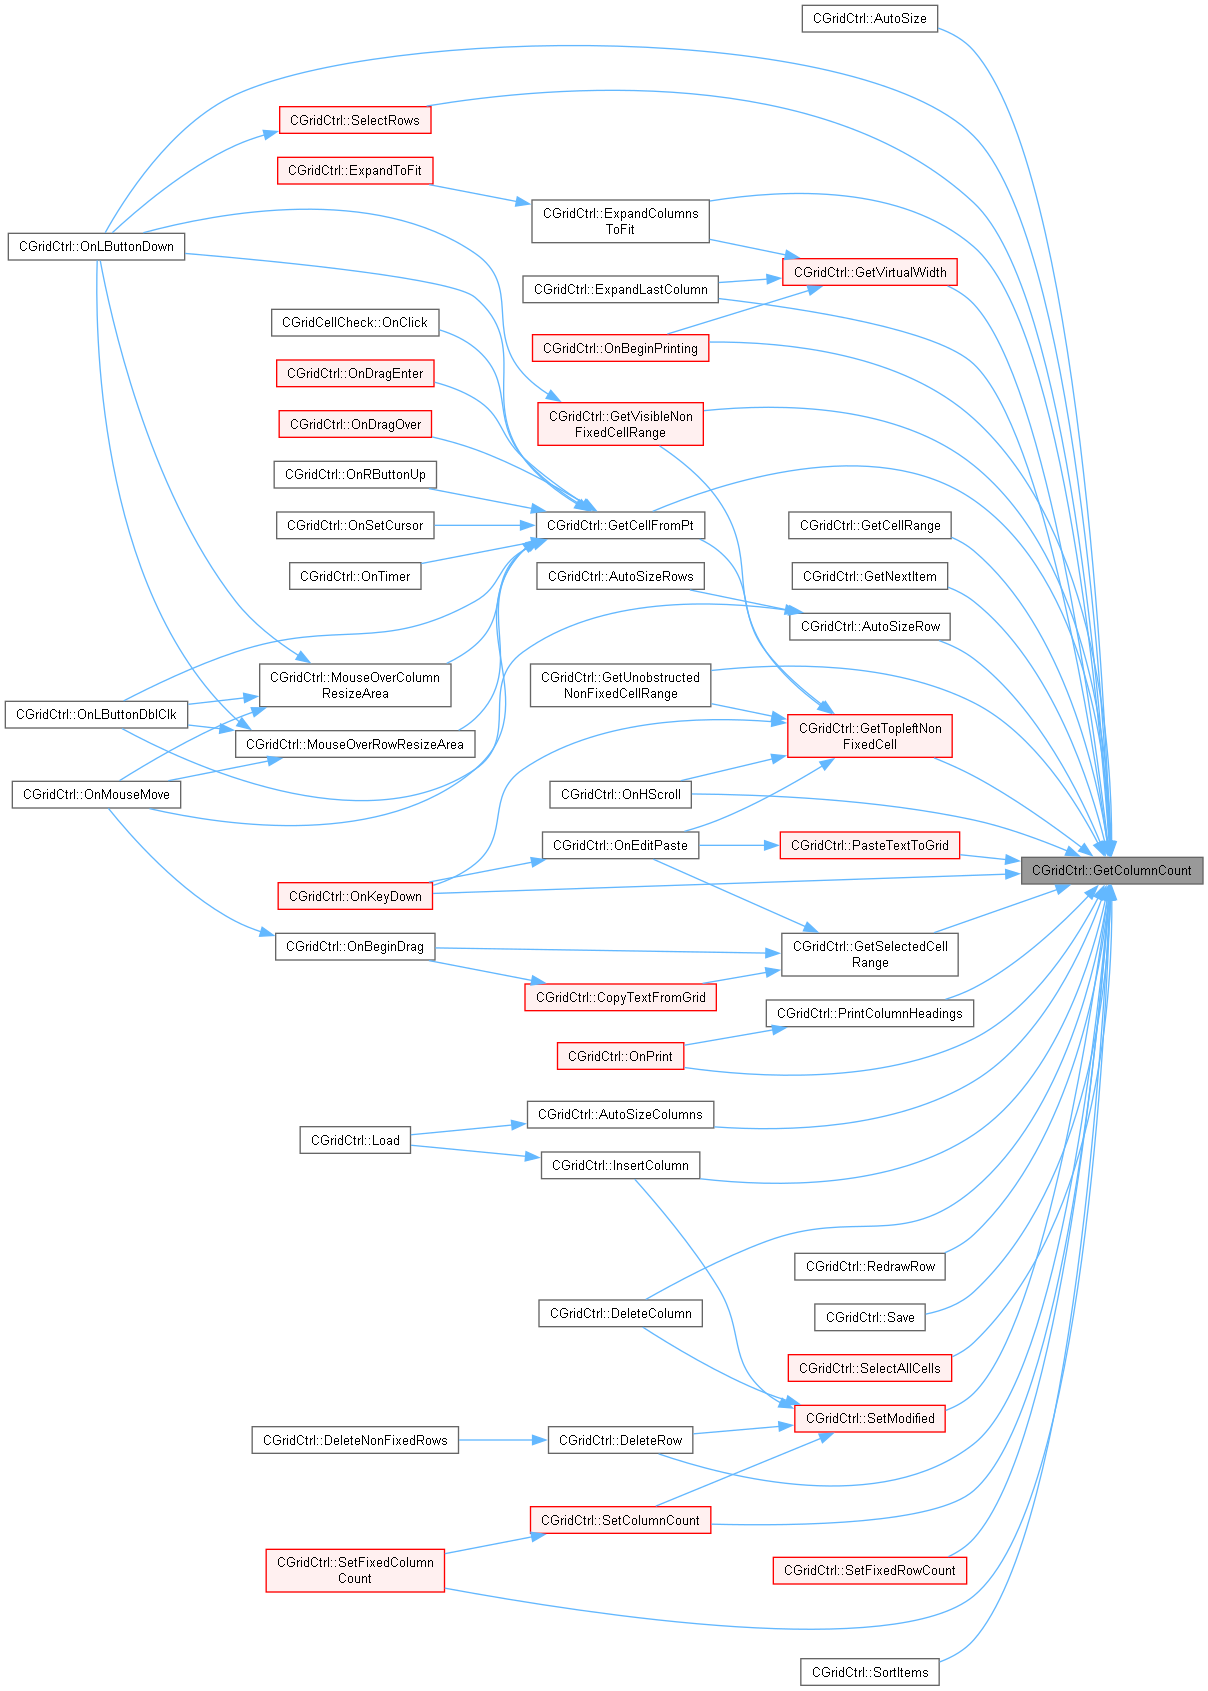 CGridCtrl::AutoSize
CGridCtrl::SelectRows
CGridCtrl::ExpandToFit
CGridCtrl::ExpandColumns
ToFit
CGridCtrl::OnLButtonDown
CGridCtrl::GetVirtualWidth
CGridCtrl::ExpandLastColumn
CGridCellCheck::OnClick
CGridCtrl::OnBeginPrinting
CGridCtrl::OnDragEnter
CGridCtrl::GetVisibleNon
FixedCellRange
CGridCtrl::OnDragOver
CGridCtrl::OnRButtonUp
CGridCtrl::OnSetCursor
CGridCtrl::GetCellFromPt
CGridCtrl::GetCellRange
CGridCtrl::OnTimer
CGridCtrl::AutoSizeRows
CGridCtrl::GetNextItem
CGridCtrl::AutoSizeRow
CGridCtrl::MouseOverColumn
ResizeArea
CGridCtrl::GetUnobstructed
NonFixedCellRange
CGridCtrl::OnLButtonDblClk
CGridCtrl::MouseOverRowResizeArea
CGridCtrl::GetTopleftNon
FixedCell
CGridCtrl::OnMouseMove
CGridCtrl::OnHScroll
CGridCtrl::OnEditPaste
CGridCtrl::PasteTextToGrid
CGridCtrl::GetColumnCount
CGridCtrl::OnKeyDown
CGridCtrl::OnBeginDrag
CGridCtrl::GetSelectedCell
Range
CGridCtrl::CopyTextFromGrid
CGridCtrl::PrintColumnHeadings
CGridCtrl::OnPrint
CGridCtrl::AutoSizeColumns
CGridCtrl::Load
CGridCtrl::InsertColumn
CGridCtrl::RedrawRow
CGridCtrl::DeleteColumn
CGridCtrl::Save
CGridCtrl::SelectAllCells
CGridCtrl::SetModified
CGridCtrl::DeleteNonFixedRows
CGridCtrl::DeleteRow
CGridCtrl::SetColumnCount
CGridCtrl::SetFixedColumn
Count
CGridCtrl::SetFixedRowCount
CGridCtrl::SortItems